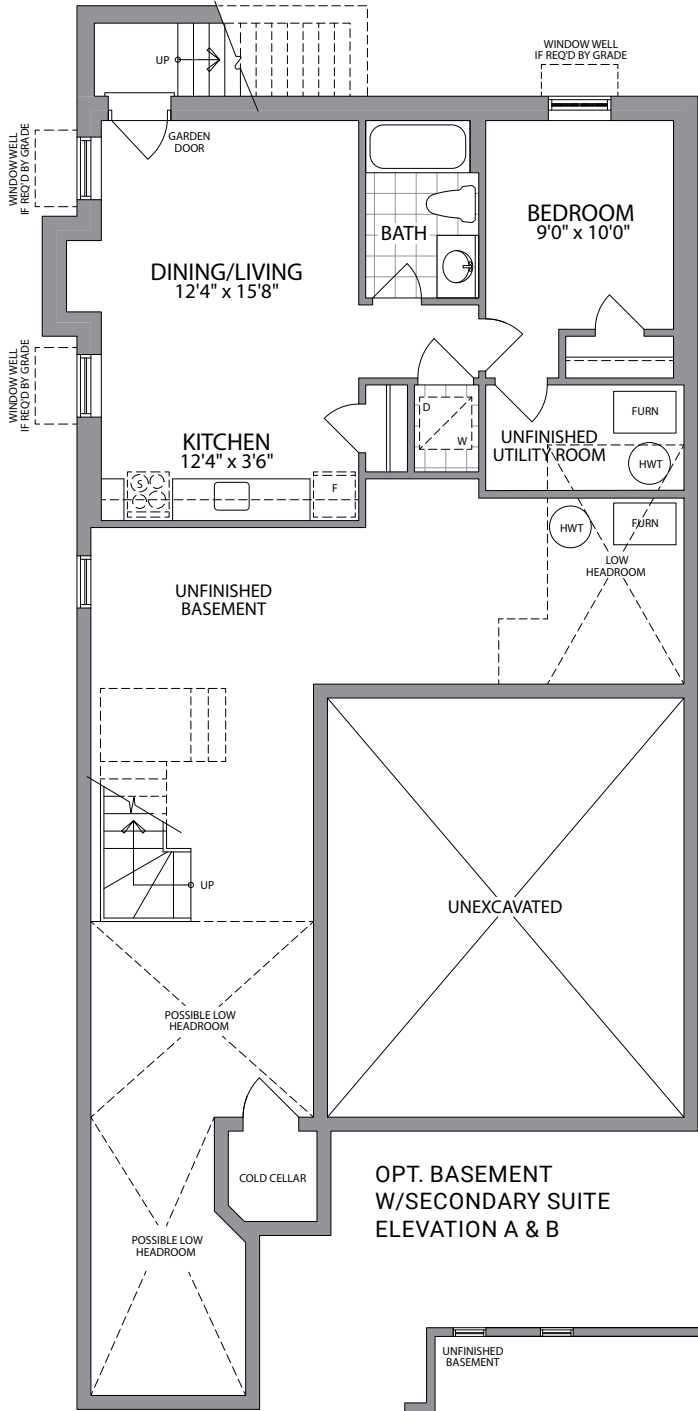 UP
WINDOW WELL
IF REQ'D BY GRADE
GARDEN
DOOR
WINDOW WELL
IF REQ'D BY GRADE
BATH
BEDROOM
9'0" x 10'0"
DINING/LIVING
12'4" x 15'8"
WINDOW WELL
IF REQ'D BY GRADE
D
W
FURN
KITCHEN
12'4" x 3'6"
UNFINISHED
UTILITY ROOM
HWT
S
F
HWT
FURN
LOW
HEADROOM
UNFINISHED
BASEMENT
UP
UNEXCAVATED
POSSIBLE LOW
HEADROOM
COLD CELLAR
OPT. BASEMENT
W/SECONDARY SUITE
ELEVATION A & B
POSSIBLE LOW
HEADROOM
UNFINISHED
BASEMENT